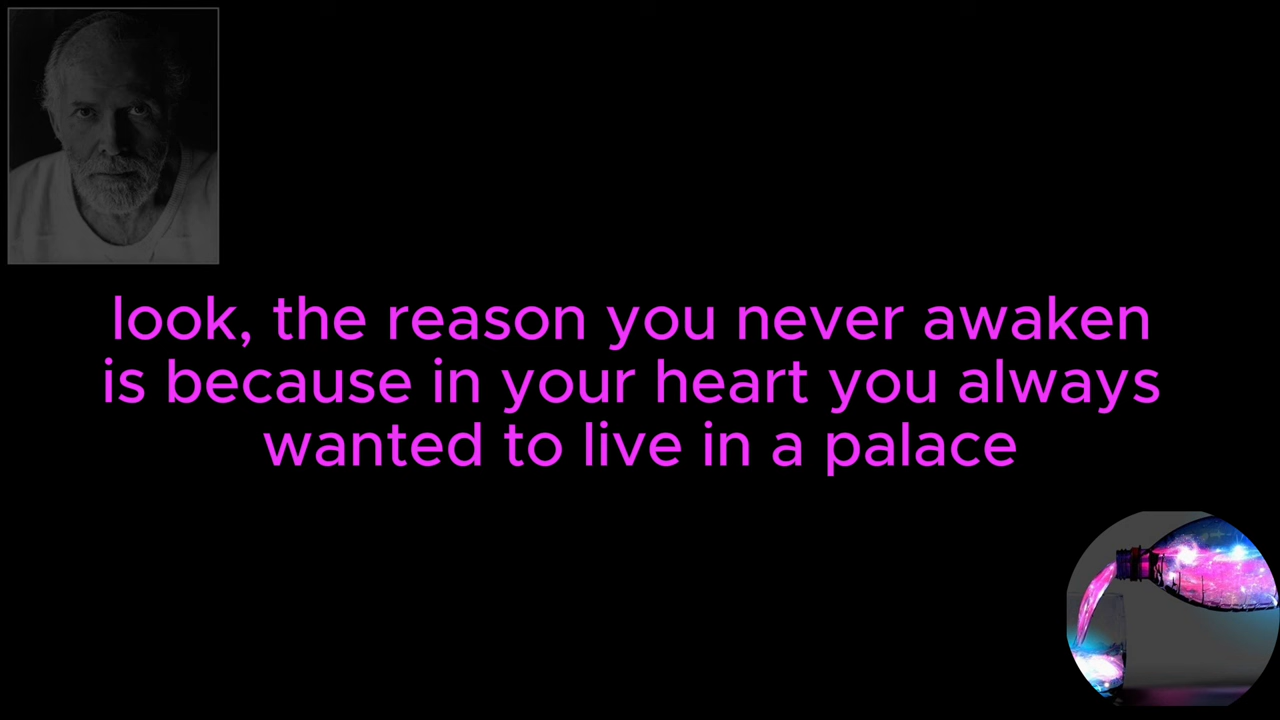 look, the reason you never awaken
is because in your heart you always
wanted to live in a palace